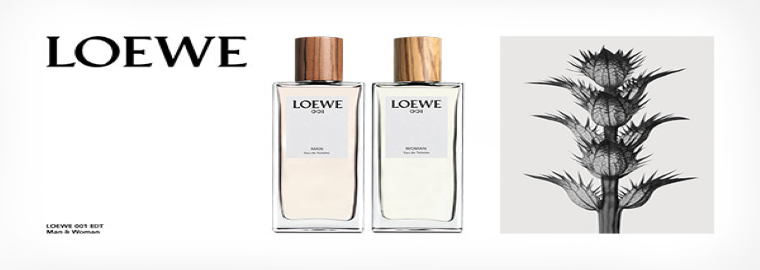 LOEWE
LOEWE 001 EDT
Man & Woman
LOEWE
001
MAN
Eau de Toilette
LOEWE
001
WOMAN
Eau de Toilette